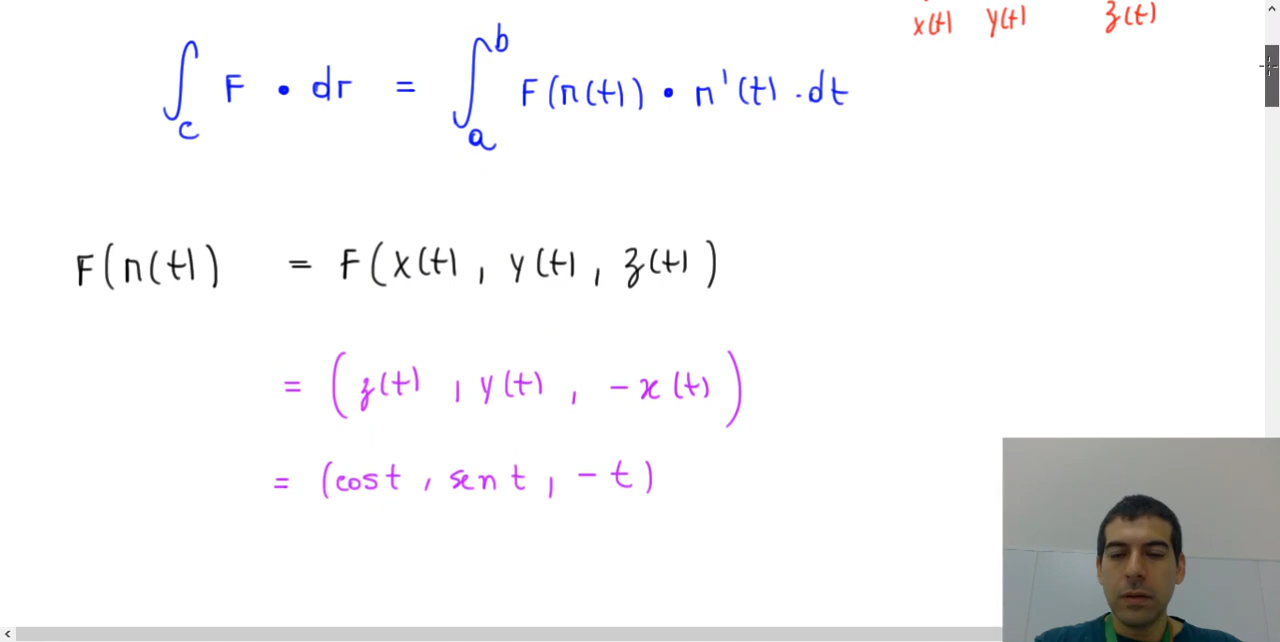 x(t) y(t) z(t)
∫_C F • dr = ∫_a^b F(r(t)) • r'(t) · dt
F(r(t)) = F(x(t), y(t), z(t))
= (z(t), y(t), -x(t))
= (cos t, sen t, -t)